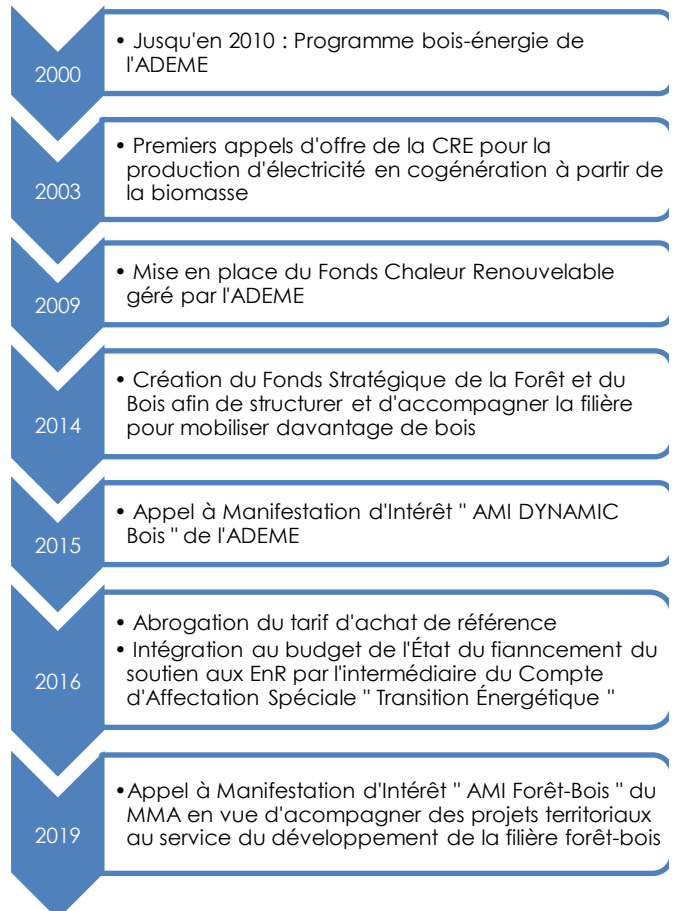 2000
• Jusqu'en 2010 : Programme bois-énergie de
l'ADEME
2003
• Premiers appels d'offre de la CRE pour la
production d'électricité en cogénération à partir de
la biomasse
2009
• Mise en place du Fonds Chaleur Renouvelable
géré par l'ADEME
2014
• Création du Fonds Stratégique de la Forêt et du
Bois afin de structurer et d'accompagner la filière
pour mobiliser davantage de bois
2015
• Appel à Manifestation d'Intérêt " AMI DYNAMIC
Bois " de l'ADEME
2016
• Abrogation du tarif d'achat de référence
• Intégration au budget de l'État du fianncement du
soutien aux EnR par l'intermédiaire du Compte
d'Affectation Spéciale " Transition Énergétique "
2019
•Appel à Manifestation d'Intérêt " AMI Forêt-Bois " du
MMA en vue d'acompagner des projets territoriaux
au service du développement de la filière forêt-bois